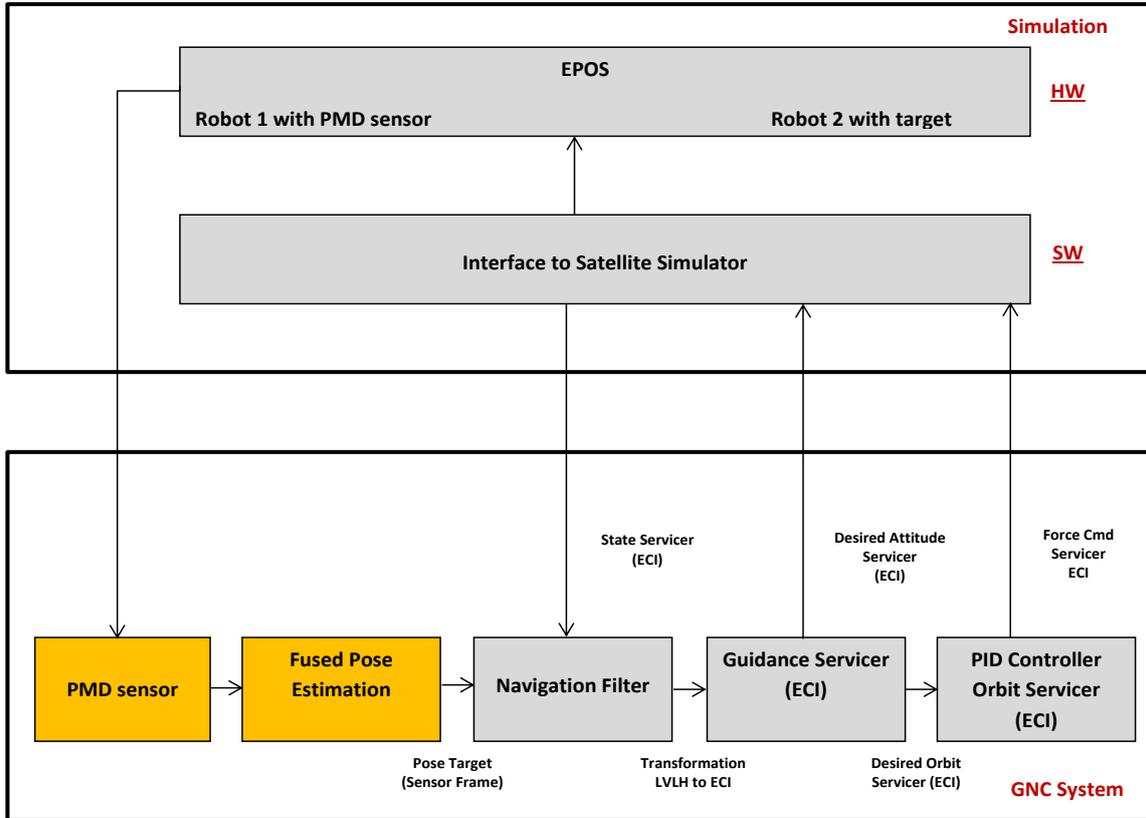 Simulation
EPOS
HW
Robot 1 with PMD sensor
Robot 2 with target
Interface to Satellite Simulator
SW
State Servicer
(ECI)
Desired Attitude
Servicer
(ECI)
Force Cmd
Servicer
ECI
PMD sensor
Fused Pose
Estimation
Navigation Filter
Guidance Servicer
(ECI)
PID Controller
Orbit Servicer
(ECI)
Pose Target
(Sensor Frame)
Transformation
LVLH to ECI
Desired Orbit
Servicer (ECI)
GNC System